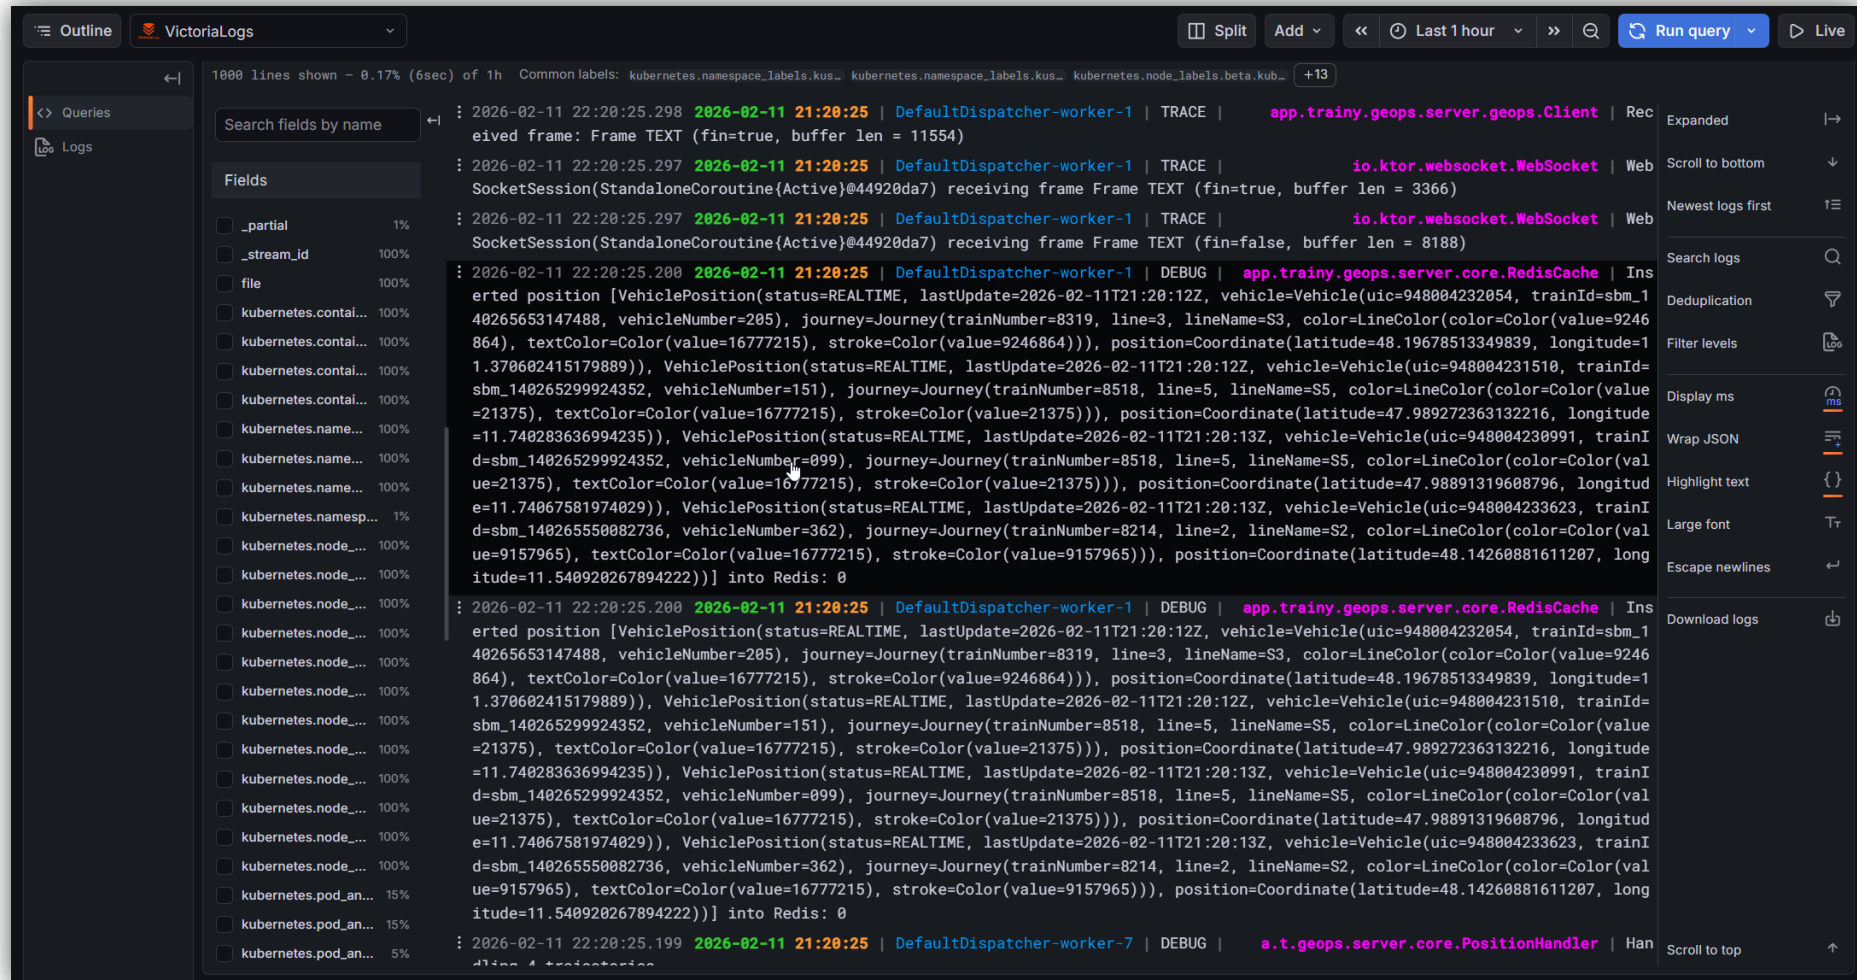 Outline
VictoriaLogs
Split
Add
Last 1 hour
Run query
Live
Queries
Logs
1000 lines shown — 0.17% (6sec) of 1h Common labels: kubernetes.namespace_labels.kus… kubernetes.namespace_labels.kus… kubernetes.node_labels.beta.kub… +13
Search fields by name
Fields
_partial 1%
_stream_id 100%
file 100%
kubernetes.contai... 100%
kubernetes.contai... 100%
kubernetes.contai... 100%
kubernetes.contai... 100%
kubernetes.name... 100%
kubernetes.name... 100%
kubernetes.name... 100%
kubernetes.namesp... 1%
kubernetes.node_... 100%
kubernetes.node_... 100%
kubernetes.node_... 100%
kubernetes.node_... 100%
kubernetes.node_... 100%
kubernetes.node_... 100%
kubernetes.node_... 100%
kubernetes.node_... 100%
kubernetes.node_... 100%
kubernetes.node_... 100%
kubernetes.node_... 100%
kubernetes.node_... 100%
kubernetes.pod_an... 15%
kubernetes.pod_an... 15%
kubernetes.pod_an... 5%
2026-02-11 22:20:25.298 2026-02-11 21:20:25 | DefaultDispatcher-worker-1 | TRACE | app.trainy.geops.server.geops.Client | Rec
eived frame: Frame TEXT (fin=true, buffer len = 11554)
2026-02-11 22:20:25.297 2026-02-11 21:20:25 | DefaultDispatcher-worker-1 | TRACE | io.ktor.websocket.WebSocket | Web
SocketSession(StandaloneCoroutine{Active}@44920da7) receiving frame Frame TEXT (fin=true, buffer len = 3366)
2026-02-11 22:20:25.297 2026-02-11 21:20:25 | DefaultDispatcher-worker-1 | TRACE | io.ktor.websocket.WebSocket | Web
SocketSession(StandaloneCoroutine{Active}@44920da7) receiving frame Frame TEXT (fin=false, buffer len = 8188)
2026-02-11 22:20:25.200 2026-02-11 21:20:25 | DefaultDispatcher-worker-1 | DEBUG | app.trainy.geops.server.core.RedisCache | Ins
erted position [VehiclePosition(status=REALTIME, lastUpdate=2026-02-11T21:20:12Z, vehicle=Vehicle(uic=948004232054, trainId=sbm_1
40265653147488, vehicleNumber=205), journey=Journey(trainNumber=8319, line=3, lineName=S3, color=LineColor(color=Color(value=9246
864), textColor=Color(value=16777215), stroke=Color(value=9246864))), position=Coordinate(latitude=48.19678513349839, longitude=1
1.370602415179889)), VehiclePosition(status=REALTIME, lastUpdate=2026-02-11T21:20:12Z, vehicle=Vehicle(uic=948004231510, trainId=
sbm_140265299924352, vehicleNumber=151), journey=Journey(trainNumber=8518, line=5, lineName=S5, color=LineColor(color=Color(value
=21375), textColor=Color(value=16777215), stroke=Color(value=21375))), position=Coordinate(latitude=47.989272363132216, longitude
=11.740283636994235)), VehiclePosition(status=REALTIME, lastUpdate=2026-02-11T21:20:13Z, vehicle=Vehicle(uic=948004230991, trainI
d=sbm_140265299924352, vehicleNumber=099), journey=Journey(trainNumber=8518, line=5, lineName=S5, color=LineColor(color=Color(val
ue=21375), textColor=Color(value=16777215), stroke=Color(value=21375))), position=Coordinate(latitude=47.98891319608796, longitud
e=11.74067581974029)), VehiclePosition(status=REALTIME, lastUpdate=2026-02-11T21:20:13Z, vehicle=Vehicle(uic=948004233623, trainI
d=sbm_140265550082736, vehicleNumber=362), journey=Journey(trainNumber=8214, line=2, lineName=S2, color=LineColor(color=Color(val
ue=9157965), textColor=Color(value=16777215), stroke=Color(value=9157965))), position=Coordinate(latitude=48.14260881611207, long
itude=11.540920267894222))] into Redis: 0
2026-02-11 22:20:25.200 2026-02-11 21:20:25 | DefaultDispatcher-worker-1 | DEBUG | app.trainy.geops.server.core.RedisCache | Ins
erted position [VehiclePosition(status=REALTIME, lastUpdate=2026-02-11T21:20:12Z, vehicle=Vehicle(uic=948004232054, trainId=sbm_1
40265653147488, vehicleNumber=205), journey=Journey(trainNumber=8319, line=3, lineName=S3, color=LineColor(color=Color(value=9246
864), textColor=Color(value=16777215), stroke=Color(value=9246864))), position=Coordinate(latitude=48.19678513349839, longitude=1
1.370602415179889)), VehiclePosition(status=REALTIME, lastUpdate=2026-02-11T21:20:12Z, vehicle=Vehicle(uic=948004231510, trainId=
sbm_140265299924352, vehicleNumber=151), journey=Journey(trainNumber=8518, line=5, lineName=S5, color=LineColor(color=Color(value
=21375), textColor=Color(value=16777215), stroke=Color(value=21375))), position=Coordinate(latitude=47.989272363132216, longitude
=11.740283636994235)), VehiclePosition(status=REALTIME, lastUpdate=2026-02-11T21:20:13Z, vehicle=Vehicle(uic=948004230991, trainI
d=sbm_140265299924352, vehicleNumber=099), journey=Journey(trainNumber=8518, line=5, lineName=S5, color=LineColor(color=Color(val
ue=21375), textColor=Color(value=16777215), stroke=Color(value=21375))), position=Coordinate(latitude=47.98891319608796, longitud
e=11.74067581974029)), VehiclePosition(status=REALTIME, lastUpdate=2026-02-11T21:20:13Z, vehicle=Vehicle(uic=948004233623, trainI
d=sbm_140265550082736, vehicleNumber=362), journey=Journey(trainNumber=8214, line=2, lineName=S2, color=LineColor(color=Color(val
ue=9157965), textColor=Color(value=16777215), stroke=Color(value=9157965))), position=Coordinate(latitude=48.14260881611207, long
itude=11.540920267894222))] into Redis: 0
2026-02-11 22:20:25.199 2026-02-11 21:20:25 | DefaultDispatcher-worker-7 | DEBUG | a.t.geops.server.core.PositionHandler | Han
dling 4 trajectories
Expanded
Scroll to bottom
Newest logs first
Search logs
Deduplication
Filter levels
LOG
Display ms
ms
Wrap JSON
Highlight text
Large font
Escape newlines
Download logs
Scroll to top